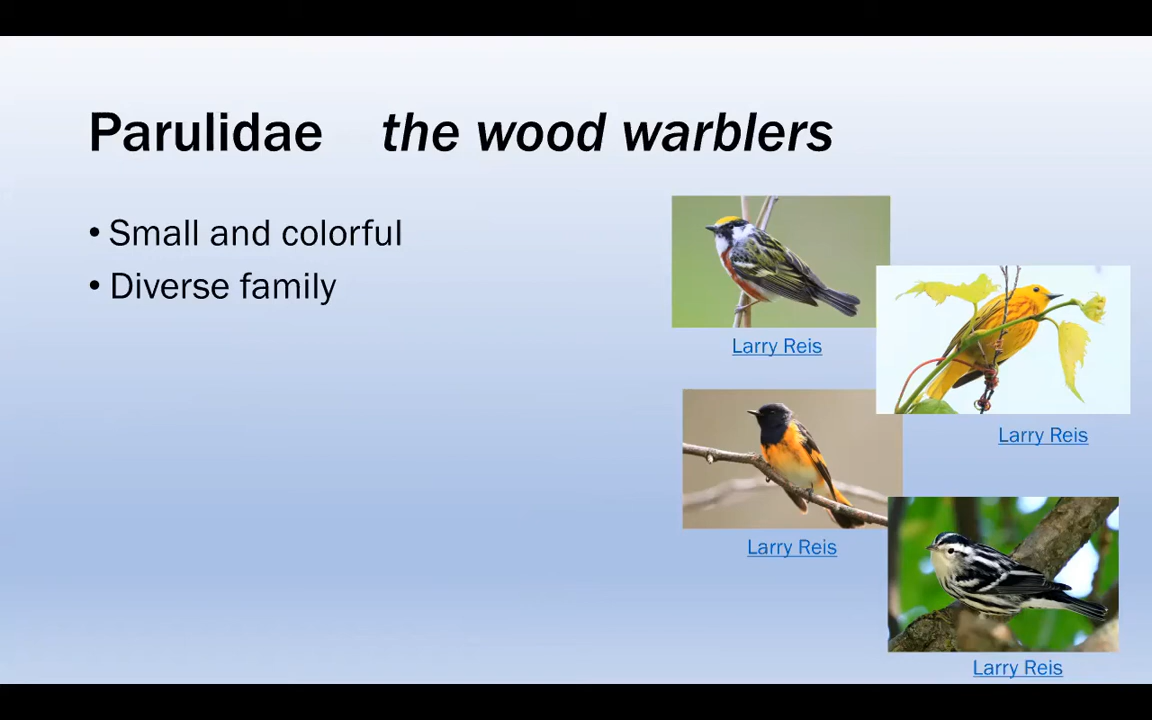 Parulidae the wood warblers
• Small and colorful
• Diverse family
Larry Reis
Larry Reis
Larry Reis
Larry Reis